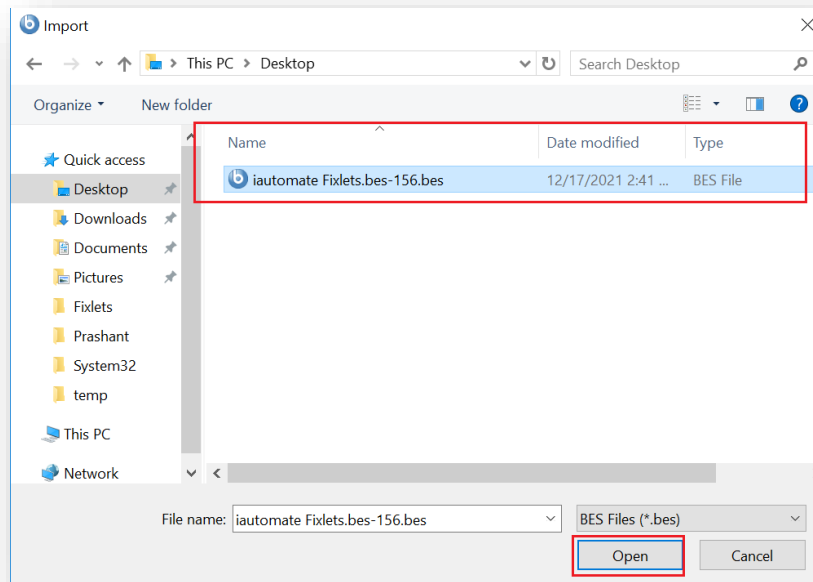 Import
This PC > Desktop
Search Desktop
Organize
New folder
?
Name
Date modified
Type
Quick access
iautomate Fixlets.bes-156.bes
12/17/2021 2:41 ...
BES File
Desktop
Downloads
Documents
Pictures
Fixlets
Prashant
System32
temp
This PC
Network
File name:
iautomate Fixlets.bes-156.bes
BES Files (*.bes)
Open
Cancel